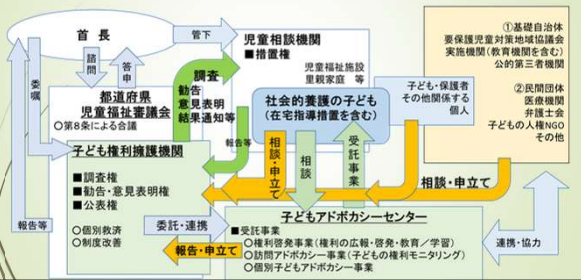 首長
管下
諮問
答申
委嘱
報告等
都道府県
児童福祉審議会
○第8条による合議
子ども権利擁護機関
■調査権
■勧告・意見表明権
■公表権
○個別救済
○制度改善
調査
勧告
意見表明
結果通知等
報告等
児童相談機関
■措置権
児童福祉施設
里親家庭 等
社会的養護の子ども
(在宅指導措置を含む)
相談・申立て
相談
受託事業
子ども・保護者
その他関係する
個人
①基礎自治体
要保護児童対策地域協議会
実施機関(教育機関を含む)
公的第三者機関
②民間団体
医療機関
弁護士会
子どもの人権NGO
その他
相談・申立て
委託・連携
報告・申立て
子どもアドボカシーセンター
■受託事業
○権利啓発事業(権利の広報・啓発・教育/学習)
○訪問アドボカシー事業(子どもの権利モニタリング)
○個別子どもアドボカシー事業
連携・協力